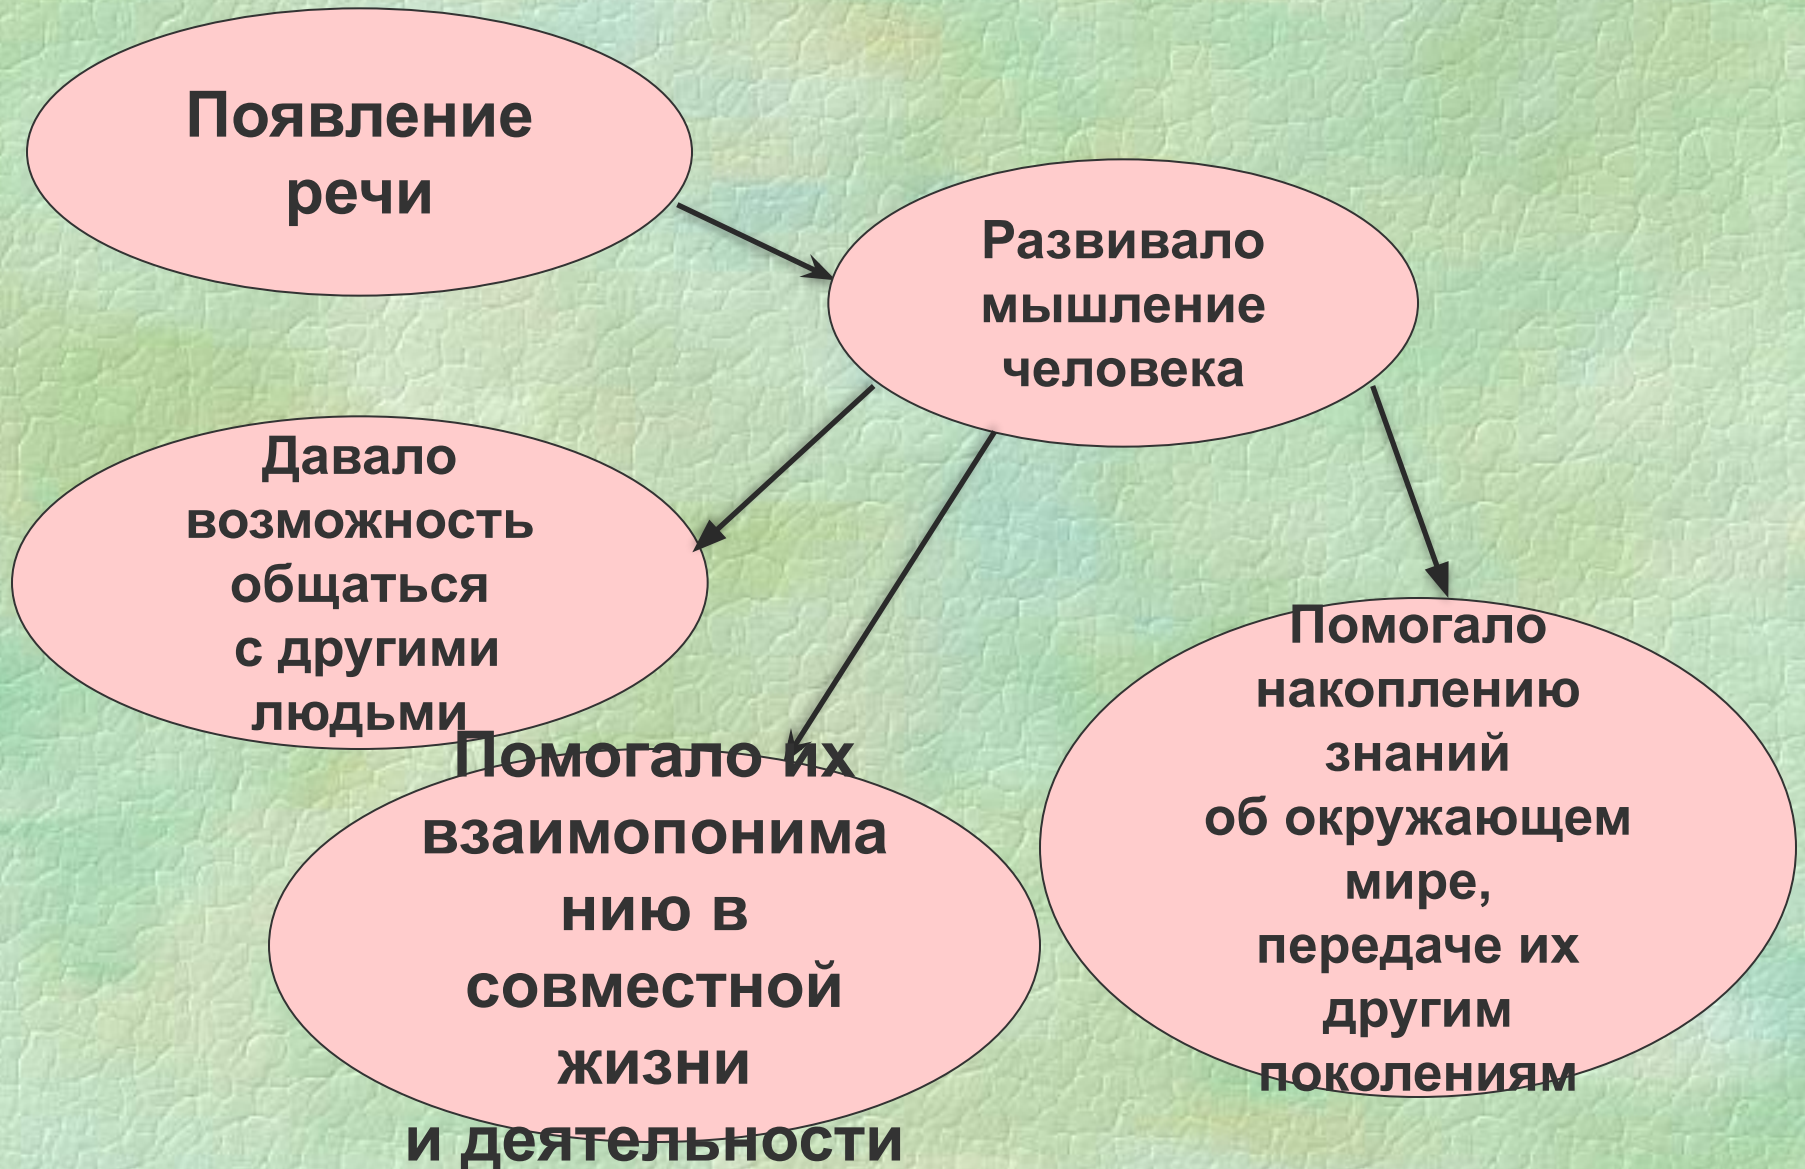 Появление
речи
Развивало
мышление
человека
Давало
возможность
общаться
с другими
людьми
Помогало их
взаимопонима
нию в
совместной
жизни
и деятельности
Помогало
накоплению
знаний
об окружающем
мире,
передаче их
другим
поколениям